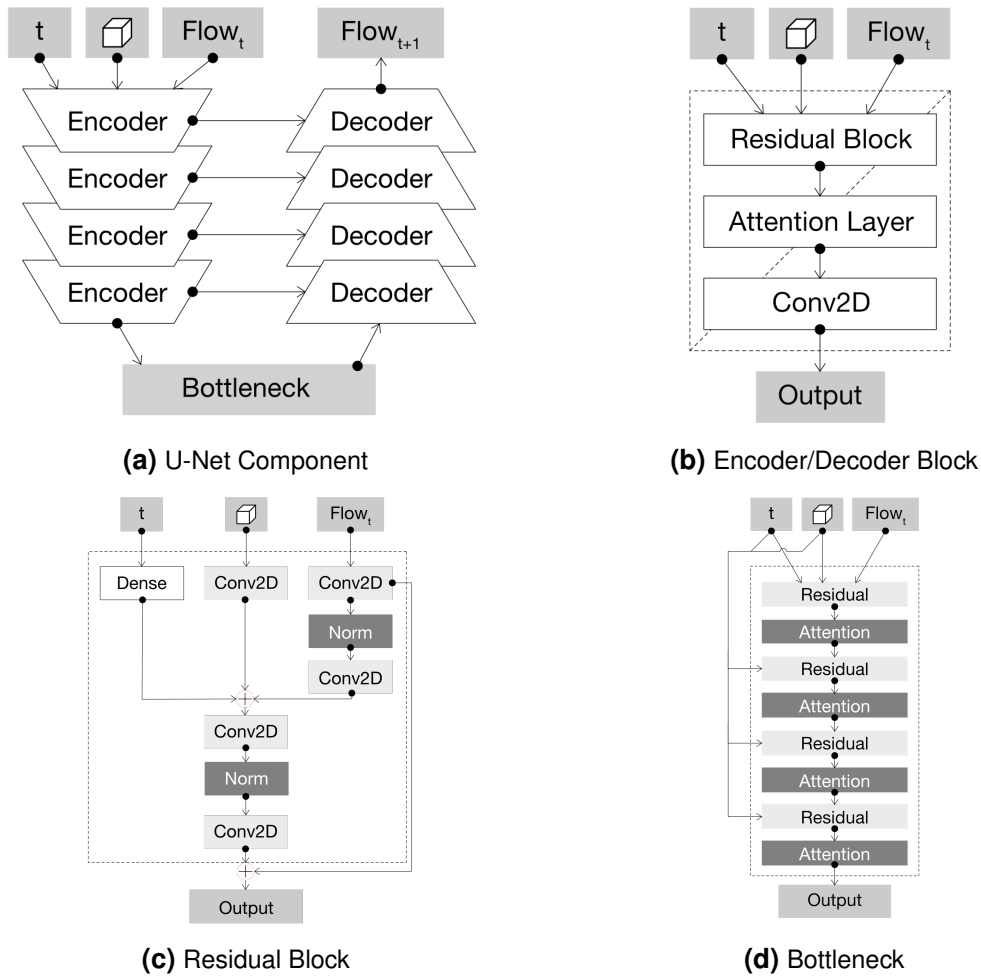 t
Flow_t
Flow_{t+1}
Encoder
Decoder
Encoder
Decoder
Encoder
Decoder
Encoder
Decoder
Bottleneck
(a) U-Net Component
t
Flow_t
Residual Block
Attention Layer
Conv2D
Output
(b) Encoder/Decoder Block
t
Flow_t
Dense
Conv2D
Conv2D
Norm
Conv2D
+
Conv2D
Norm
Conv2D
+
Output
(c) Residual Block
t
Flow_t
Residual
Attention
Residual
Attention
Residual
Attention
Residual
Attention
Output
(d) Bottleneck